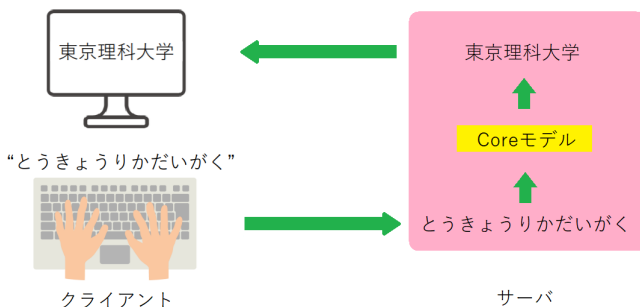 東京理科大学
“とうきょうりかだいがく”
クライアント
東京理科大学
Coreモデル
とうきょうりかだいがく
サーバ